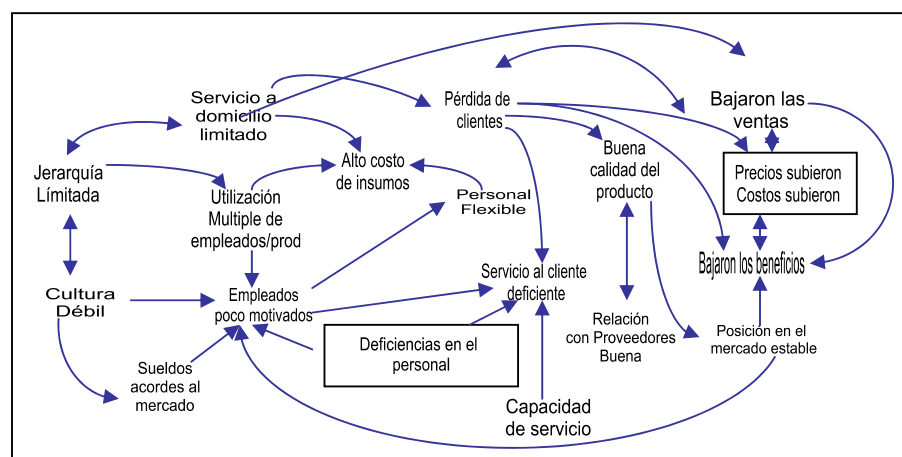 Servicio a
domicilio
limitado
Pérdida de
clientes
Bajaron las
ventas
Jerarquía
Límitada
Alto costo
de insumos
Buena
calidad del
producto
Precios subieron
Costos subieron
Utilización
Multiple de
empleados/prod
Personal
Flexible
Bajaron los beneficios
Cultura
Débil
Empleados
poco motivados
Servicio al cliente
deficiente
Relación
con Proveedores
Buena
Posición en el
mercado estable
Deficiencias en el
personal
Sueldos
acordes al
mercado
Capacidad
de servicio